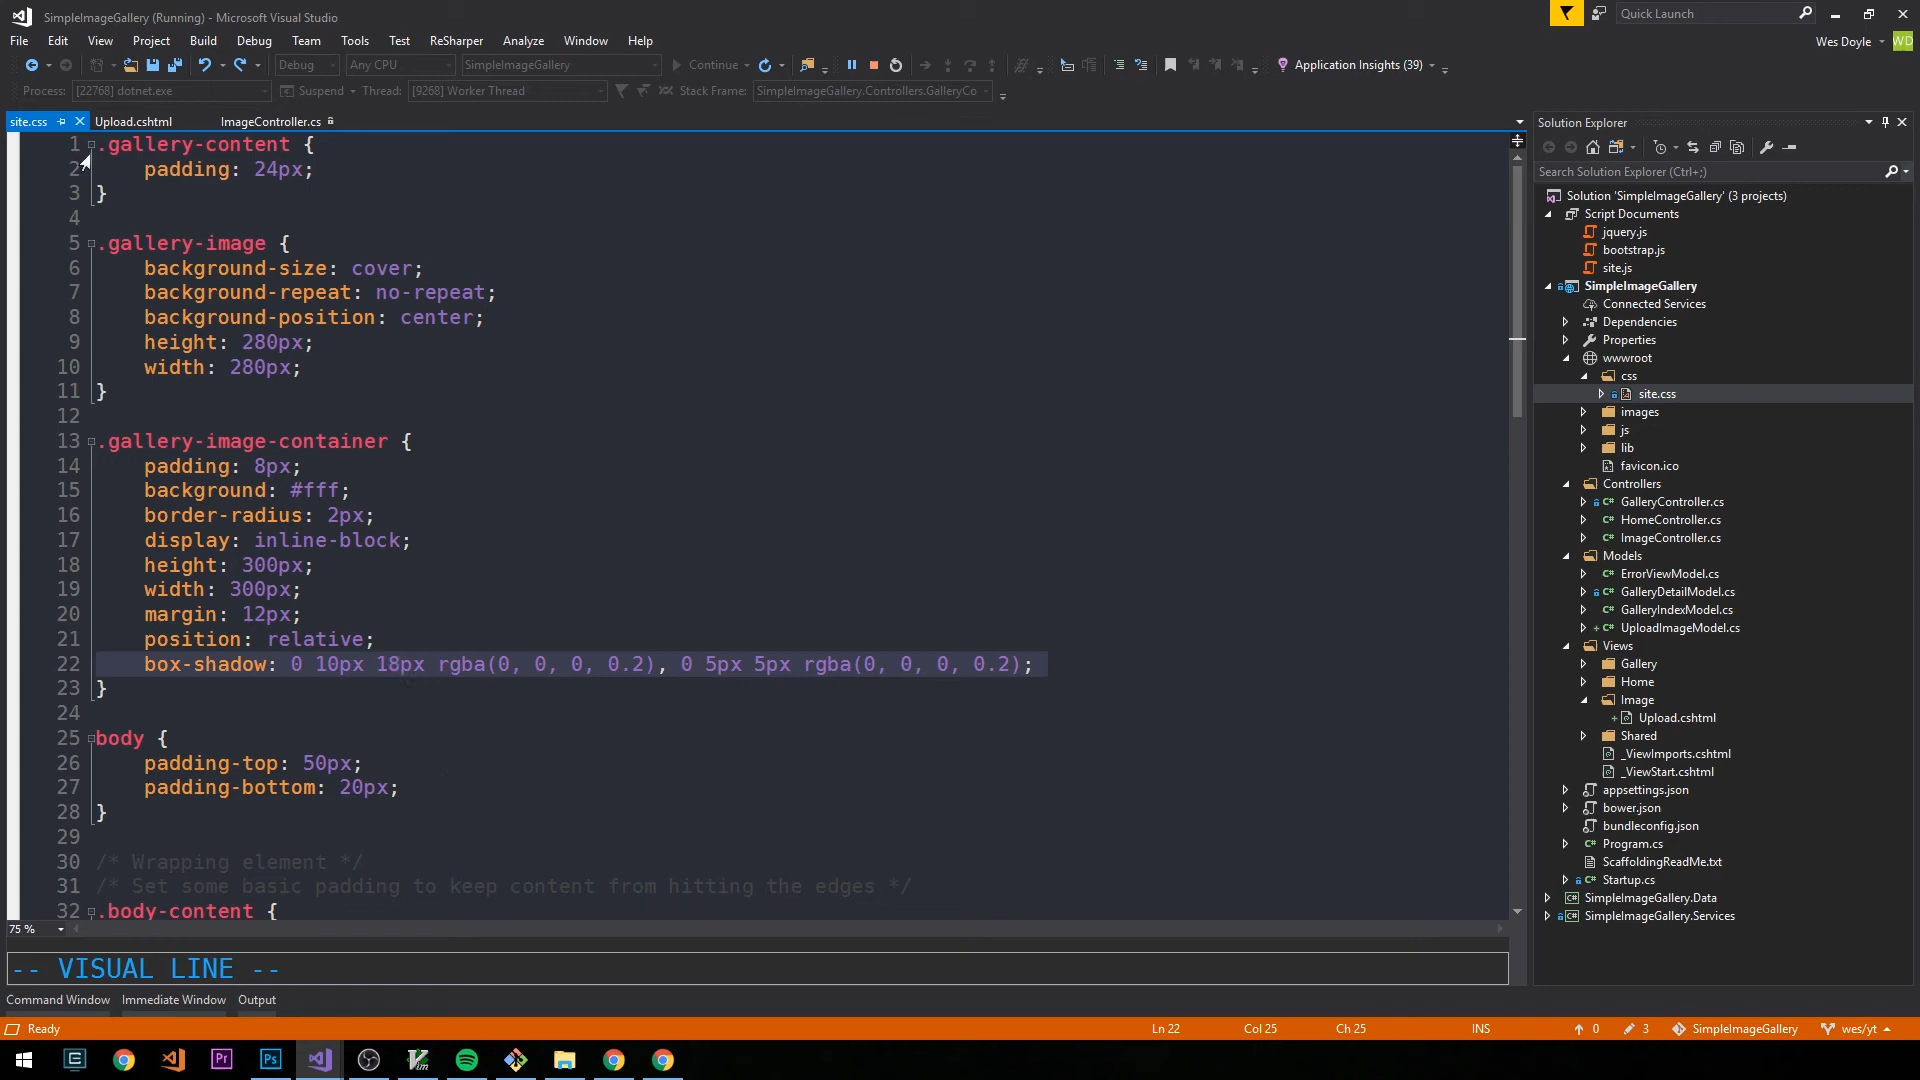 SimpleImageGallery (Running) - Microsoft Visual Studio
Quick Launch
File Edit View Project Build Debug Team Tools Test ReSharper Analyze Window Help
Wes Doyle WD
Debug Any CPU SimpleImageGallery Continue Application Insights (39)
Process: [22768] dotnet.exe Suspend Thread: [9268] Worker Thread Stack Frame: SimpleImageGallery.Controllers.GalleryCo
site.css Upload.cshtml ImageController.cs
1 .gallery-content {
2 padding: 24px;
3 }
4
5 .gallery-image {
6 background-size: cover;
7 background-repeat: no-repeat;
8 background-position: center;
9 height: 280px;
10 width: 280px;
11 }
12
13 .gallery-image-container {
14 padding: 8px;
15 background: #fff;
16 border-radius: 2px;
17 display: inline-block;
18 height: 300px;
19 width: 300px;
20 margin: 12px;
21 position: relative;
22 box-shadow: 0 10px 18px rgba(0, 0, 0, 0.2), 0 5px 5px rgba(0, 0, 0, 0.2);
23 }
24
25 body {
26 padding-top: 50px;
27 padding-bottom: 20px;
28 }
29
30 /* Wrapping element */
31 /* Set some basic padding to keep content from hitting the edges */
32 .body-content {
75 %
-- VISUAL LINE --
Command Window Immediate Window Output
Solution Explorer
Search Solution Explorer (Ctrl+;)
Solution 'SimpleImageGallery' (3 projects)
Script Documents
jquery.js
bootstrap.js
site.js
SimpleImageGallery
Connected Services
Dependencies
Properties
wwwroot
css
site.css
images
js
lib
favicon.ico
Controllers
C# GalleryController.cs
C# HomeController.cs
C# ImageController.cs
Models
C# ErrorViewModel.cs
C# GalleryDetailModel.cs
C# GalleryIndexModel.cs
C# UploadImageModel.cs
Views
Gallery
Home
Image
Upload.cshtml
Shared
_ViewImports.cshtml
_ViewStart.cshtml
appsettings.json
bower.json
bundleconfig.json
C# Program.cs
ScaffoldingReadMe.txt
C# Startup.cs
C# SimpleImageGallery.Data
C# SimpleImageGallery.Services
Ready Ln 22 Col 25 Ch 25 INS 0 3 SimpleImageGallery wes/yt
Pr Ps